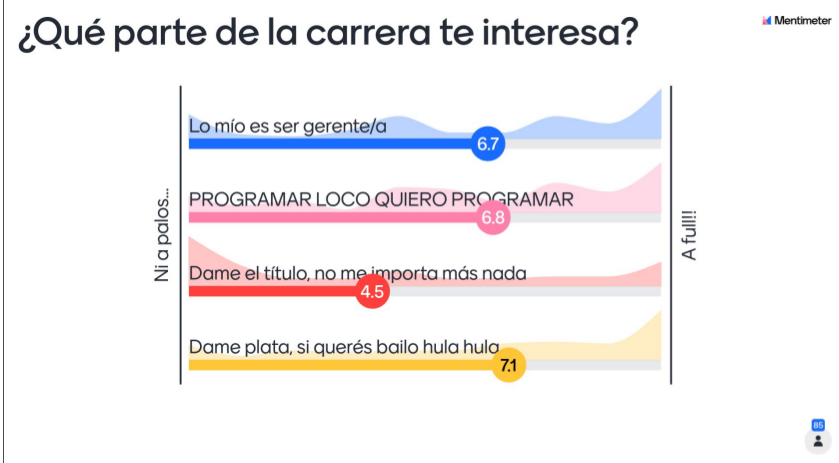 ¿Qué parte de la carrera te interesa?
Mentimeter
Lo mío es ser gerente/a
6.7
PROGRAMAR LOCO QUIERO PROGRAMAR
6.8
Dame el título, no me importa más nada
4.5
Dame plata, si querés bailo hula hula
7.1
Ni a palos...
A full!!!
85